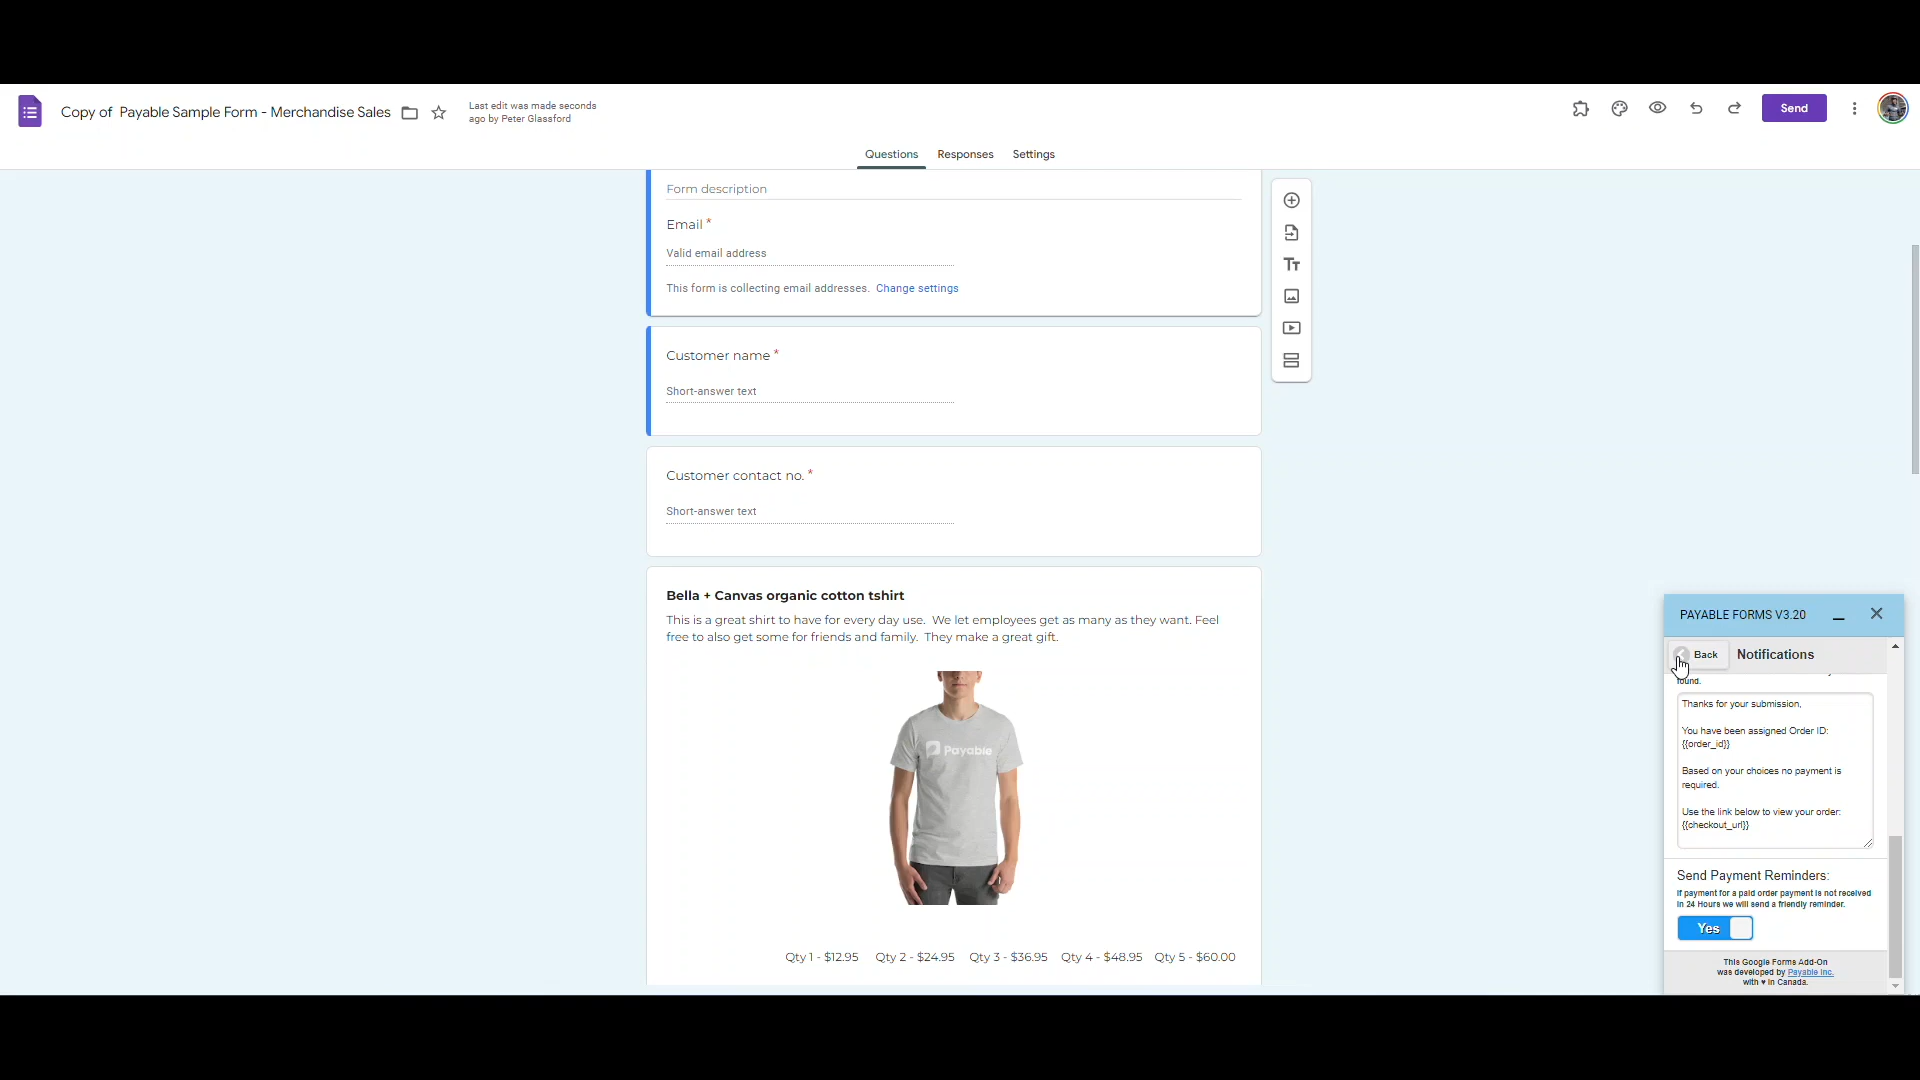 Copy of Payable Sample Form - Merchandise Sales
Last edit was made seconds
ago by Peter Glassford
Send
Questions
Responses
Settings
Form description
Email *
Valid email address
This form is collecting email addresses. Change settings
Customer name *
Short-answer text
Customer contact no. *
Short-answer text
Bella + Canvas organic cotton tshirt
This is a great shirt to have for every day use. We let employees get as many as they want. Feel
free to also get some for friends and family. They make a great gift.
Payable
Qty 1 - $12.95
Qty 2 - $24.95
Qty 3 - $36.95
Qty 4 - $48.95
Qty 5 - $60.00
PAYABLE FORMS V3.20
Back
Notifications
found.
Thanks for your submission,
You have been assigned Order ID:
{{order_id}}
Based on your choices no payment is
required.
Use the link below to view your order:
{{checkout_url}}
Send Payment Reminders:
If payment for a paid order payment is not received
in 24 Hours we will send a friendly reminder.
Yes
This Google Forms Add-On
was developed by Payable Inc.
with ♥ in Canada.